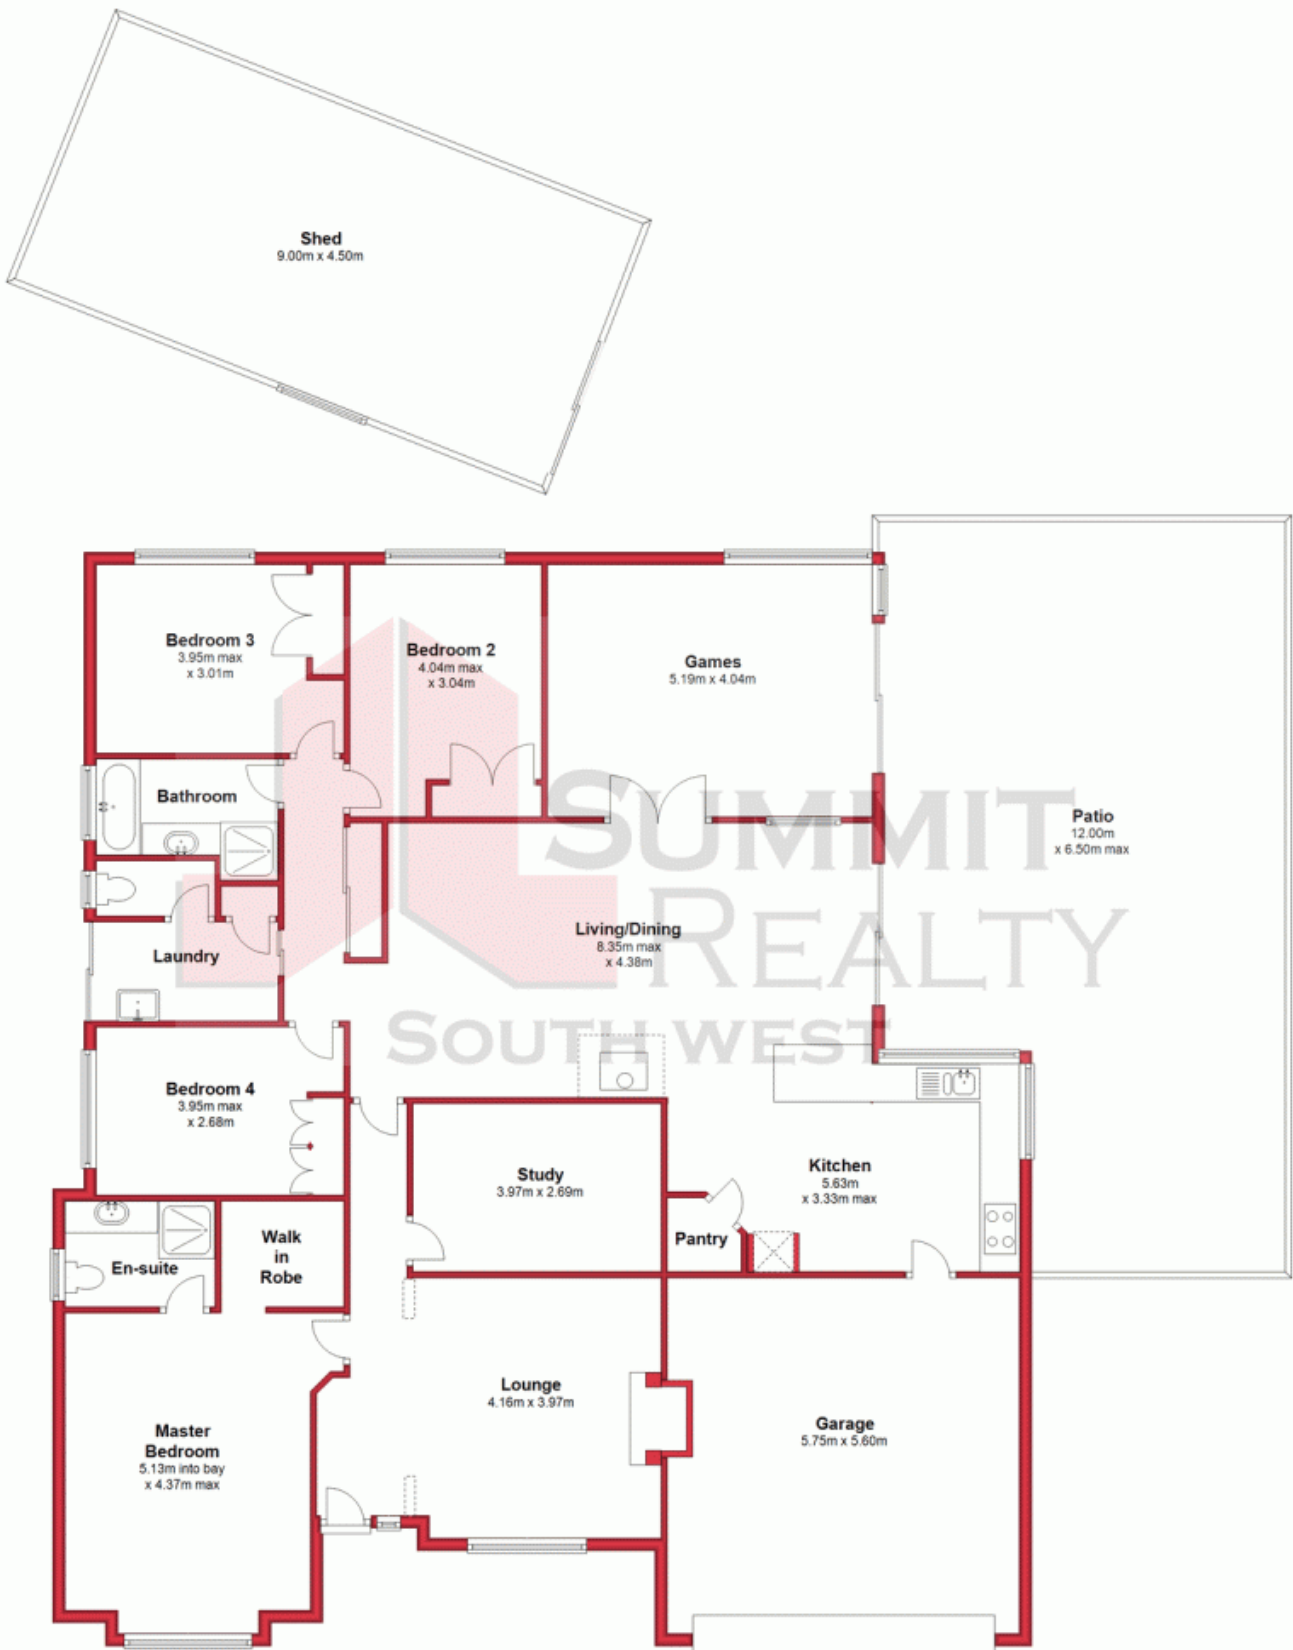 Shed
9.00m x 4.50m
Bedroom 3
3.95m max
x 3.01m
Bedroom 2
4.04m max
x 3.04m
Games
5.19m x 4.04m
Bathroom
SUMMIT
REALTY
SOUTH WEST
Patio
12.00m
x 6.50m max
Living/Dining
8.35m max
x 4.38m
Laundry
Bedroom 4
3.95m max
x 2.68m
Study
3.97m x 2.69m
Kitchen
5.63m
x 3.33m max
Pantry
Walk
in
Robe
En-suite
Lounge
4.16m x 3.97m
Garage
5.75m x 5.60m
Master
Bedroom
5.13m into bay
x 4.37m max